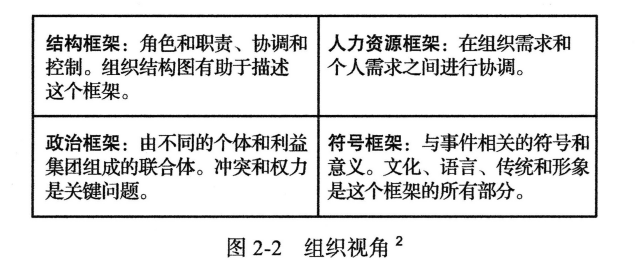 结构框架：角色和职责、协调和
控制。组织结构图有助于描述
这个框架。
人力资源框架：在组织需求和
个人需求之间进行协调。
政治框架：由不同的个体和利益
集团组成的联合体。冲突和权力
是关键问题。
符号框架：与事件相关的符号和
意义。文化、语言、传统和形象
是这个框架的所有部分。
图 2-2 组织视角 2